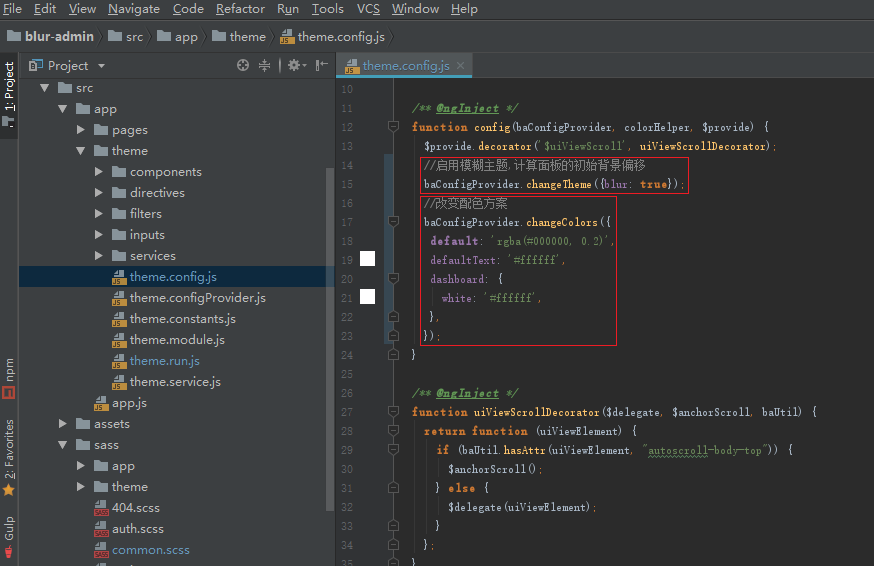 File Edit View Navigate Code Refactor Run Tools VCS Window Help
blur-admin src app theme theme.config.js
1: Project
npm
2: Favorites
Gulp
Project
src
app
pages
theme
components
directives
filters
inputs
services
theme.config.js
theme.configProvider.js
theme.constants.js
theme.module.js
theme.run.js
theme.service.js
app.js
assets
sass
app
theme
404.scss
auth.scss
common.scss
theme.config.js
10
11 /** @ngInject */
12 function config(baConfigProvider, colorHelper, $provide) {
13 $provide.decorator('$uiViewScroll', uiViewScrollDecorator);
14 //启用模糊主题,计算面板的初始背景偏移
15 baConfigProvider.changeTheme({blur: true});
16 //改变配色方案
17 baConfigProvider.changeColors({
18 default: 'rgba(#000000, 0.2)',
19 defaultText: '#ffffff',
20 dashboard: {
21 white: '#ffffff',
22 },
23 });
24 }
25
26 /** @ngInject */
27 function uiViewScrollDecorator($delegate, $anchorScroll, baUtil) {
28 return function (uiViewElement) {
29 if (baUtil.hasAttr(uiViewElement, "autoscroll-body-top")) {
30 $anchorScroll();
31 } else {
32 $delegate(uiViewElement);
33 }
34 };
35 }